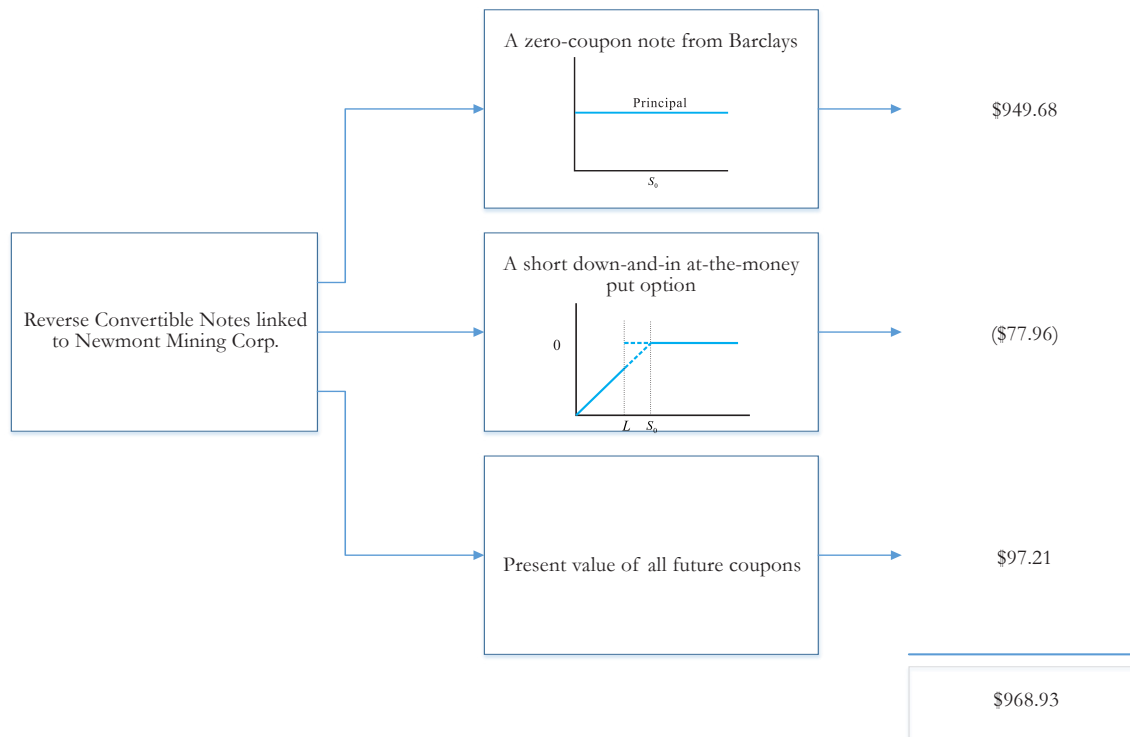 A zero-coupon note from Barclays
Principal
S₀
$949.68
Reverse Convertible Notes linked
to Newmont Mining Corp.
A short down-and-in at-the-money
put option
0
L S₀
($77.96)
Present value of all future coupons
$97.21
$968.93